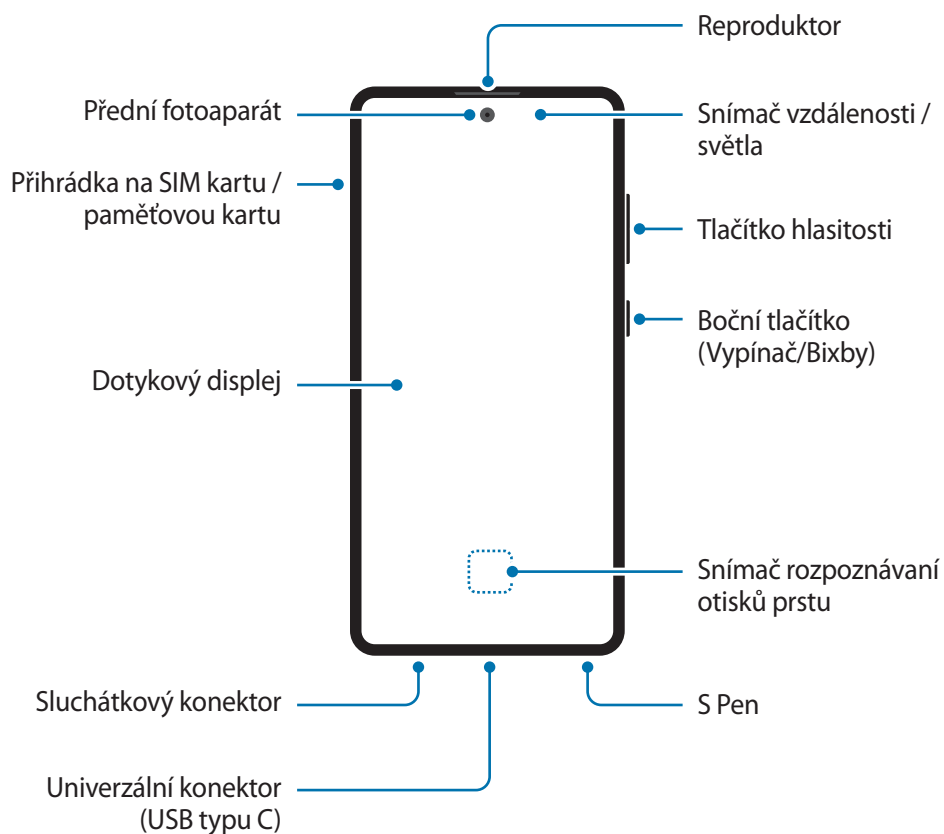 Reproduktor
Přední fotoaparát
Snímač vzdálenosti /
světla
Přihrádka na SIM kartu /
paměťovou kartu
Tlačítko hlasitosti
Boční tlačítko
(Vypínač/Bixby)
Dotykový displej
Snímač rozpoznávaní
otisků prstu
Sluchátkový konektor
S Pen
Univerzální konektor
(USB typu C)